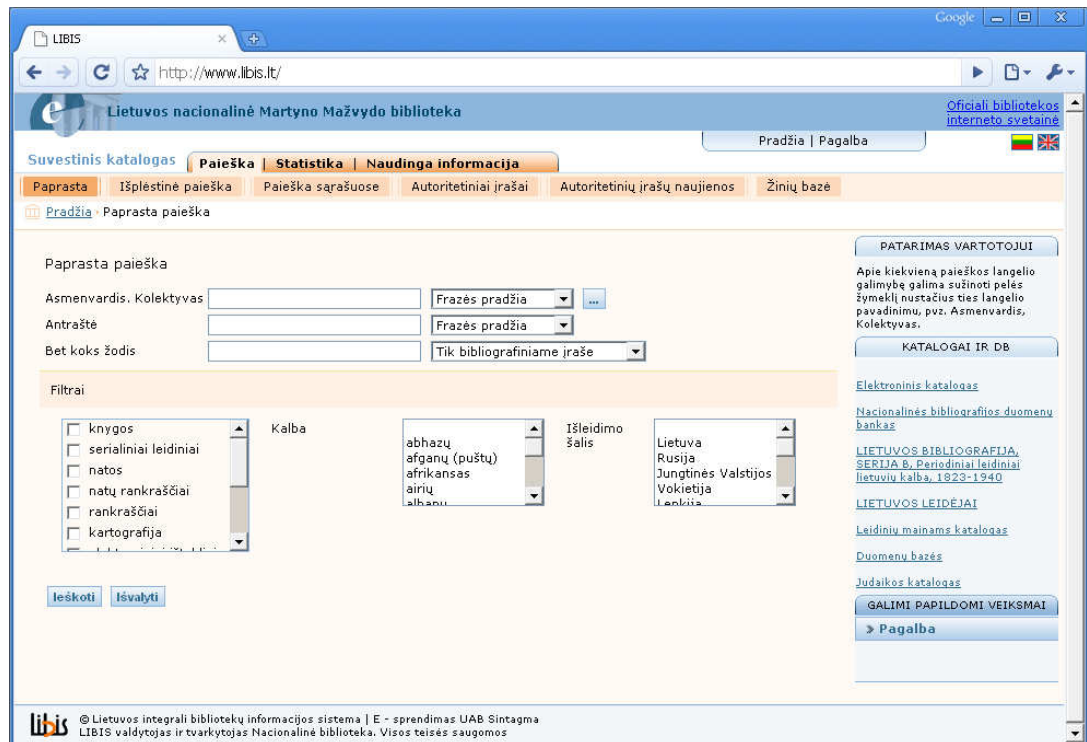 Google
LIBIS
http://www.libis.lt/
e
Lietuvos nacionalinė Martyno Mažvydo biblioteka
Oficiali bibliotekos
interneto svetainė
Pradžia | Pagalba
Suvestinis katalogas
Paieška | Statistika | Naudinga informacija
Paprasta
Išplėstinė paieška
Paieška sąrašuose
Autoritetiniai įrašai
Autoritetinių įrašų naujienos
Žinių bazė
Pradžia · Paprasta paieška
Paprasta paieška
Asmenvardis. Kolektyvas
Frazės pradžia
...
Antraštė
Frazės pradžia
Bet koks žodis
Tik bibliografiniame įraše
Filtrai
knygos
serialiniai leidiniai
natos
natų rankraščiai
rankraščiai
kartografija
Kalba
abhazų
afganų (puštų)
afrikansas
airių
albanų
Išleidimo
šalis
Lietuva
Rusija
Jungtinės Valstijos
Vokietija
Lenkija
Ieškoti
Išvalyti
PATARIMAS VARTOTOJUI
Apie kiekvieną paieškos langelio
galimybę galima sužinoti pelės
žymeklį nustačius ties langelio
pavadinimu, pvz. Asmenvardis,
Kolektyvas.
KATALOGAI IR DB
Elektroninis katalogas
Nacionalinės bibliografijos duomenų
bankas
LIETUVOS BIBLIOGRAFIJA,
SERIJA B, Periodiniai leidiniai
lietuvių kalba, 1823-1940
LIETUVOS LEIDĖJAI
Leidinių mainams katalogas
Duomenų bazės
Judaikos katalogas
GALIMI PAPILDOMI VEIKSMAI
» Pagalba
libis
© Lietuvos integrali bibliotekų informacijos sistema | E - sprendimas UAB Sintagma
LIBIS valdytojas ir tvarkytojas Nacionalinė biblioteka. Visos teisės saugomos